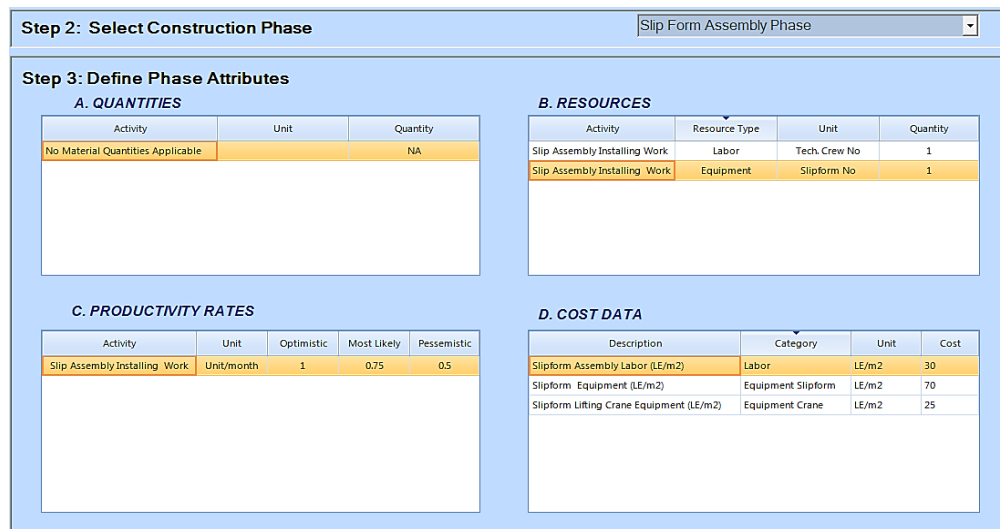 Step 2: Select Construction Phase
Slip Form Assembly Phase
Step 3: Define Phase Attributes
A. QUANTITIES
Activity Unit Quantity
No Material Quantities Applicable NA
B. RESOURCES
Activity Resource Type Unit Quantity
Slip Assembly Installing Work Labor Tech. Crew No 1
Slip Assembly Installing Work Equipment Slipform No 1
C. PRODUCTIVITY RATES
Activity Unit Optimistic Most Likely Pessemistic
Slip Assembly Installing Work Unit/month 1 0.75 0.5
D. COST DATA
Description Category Unit Cost
Slipform Assembly Labor (LE/m2) Labor LE/m2 30
Slipform Equipment (LE/m2) Equipment Slipform LE/m2 70
Slipform Lifting Crane Equipment (LE/m2) Equipment Crane LE/m2 25